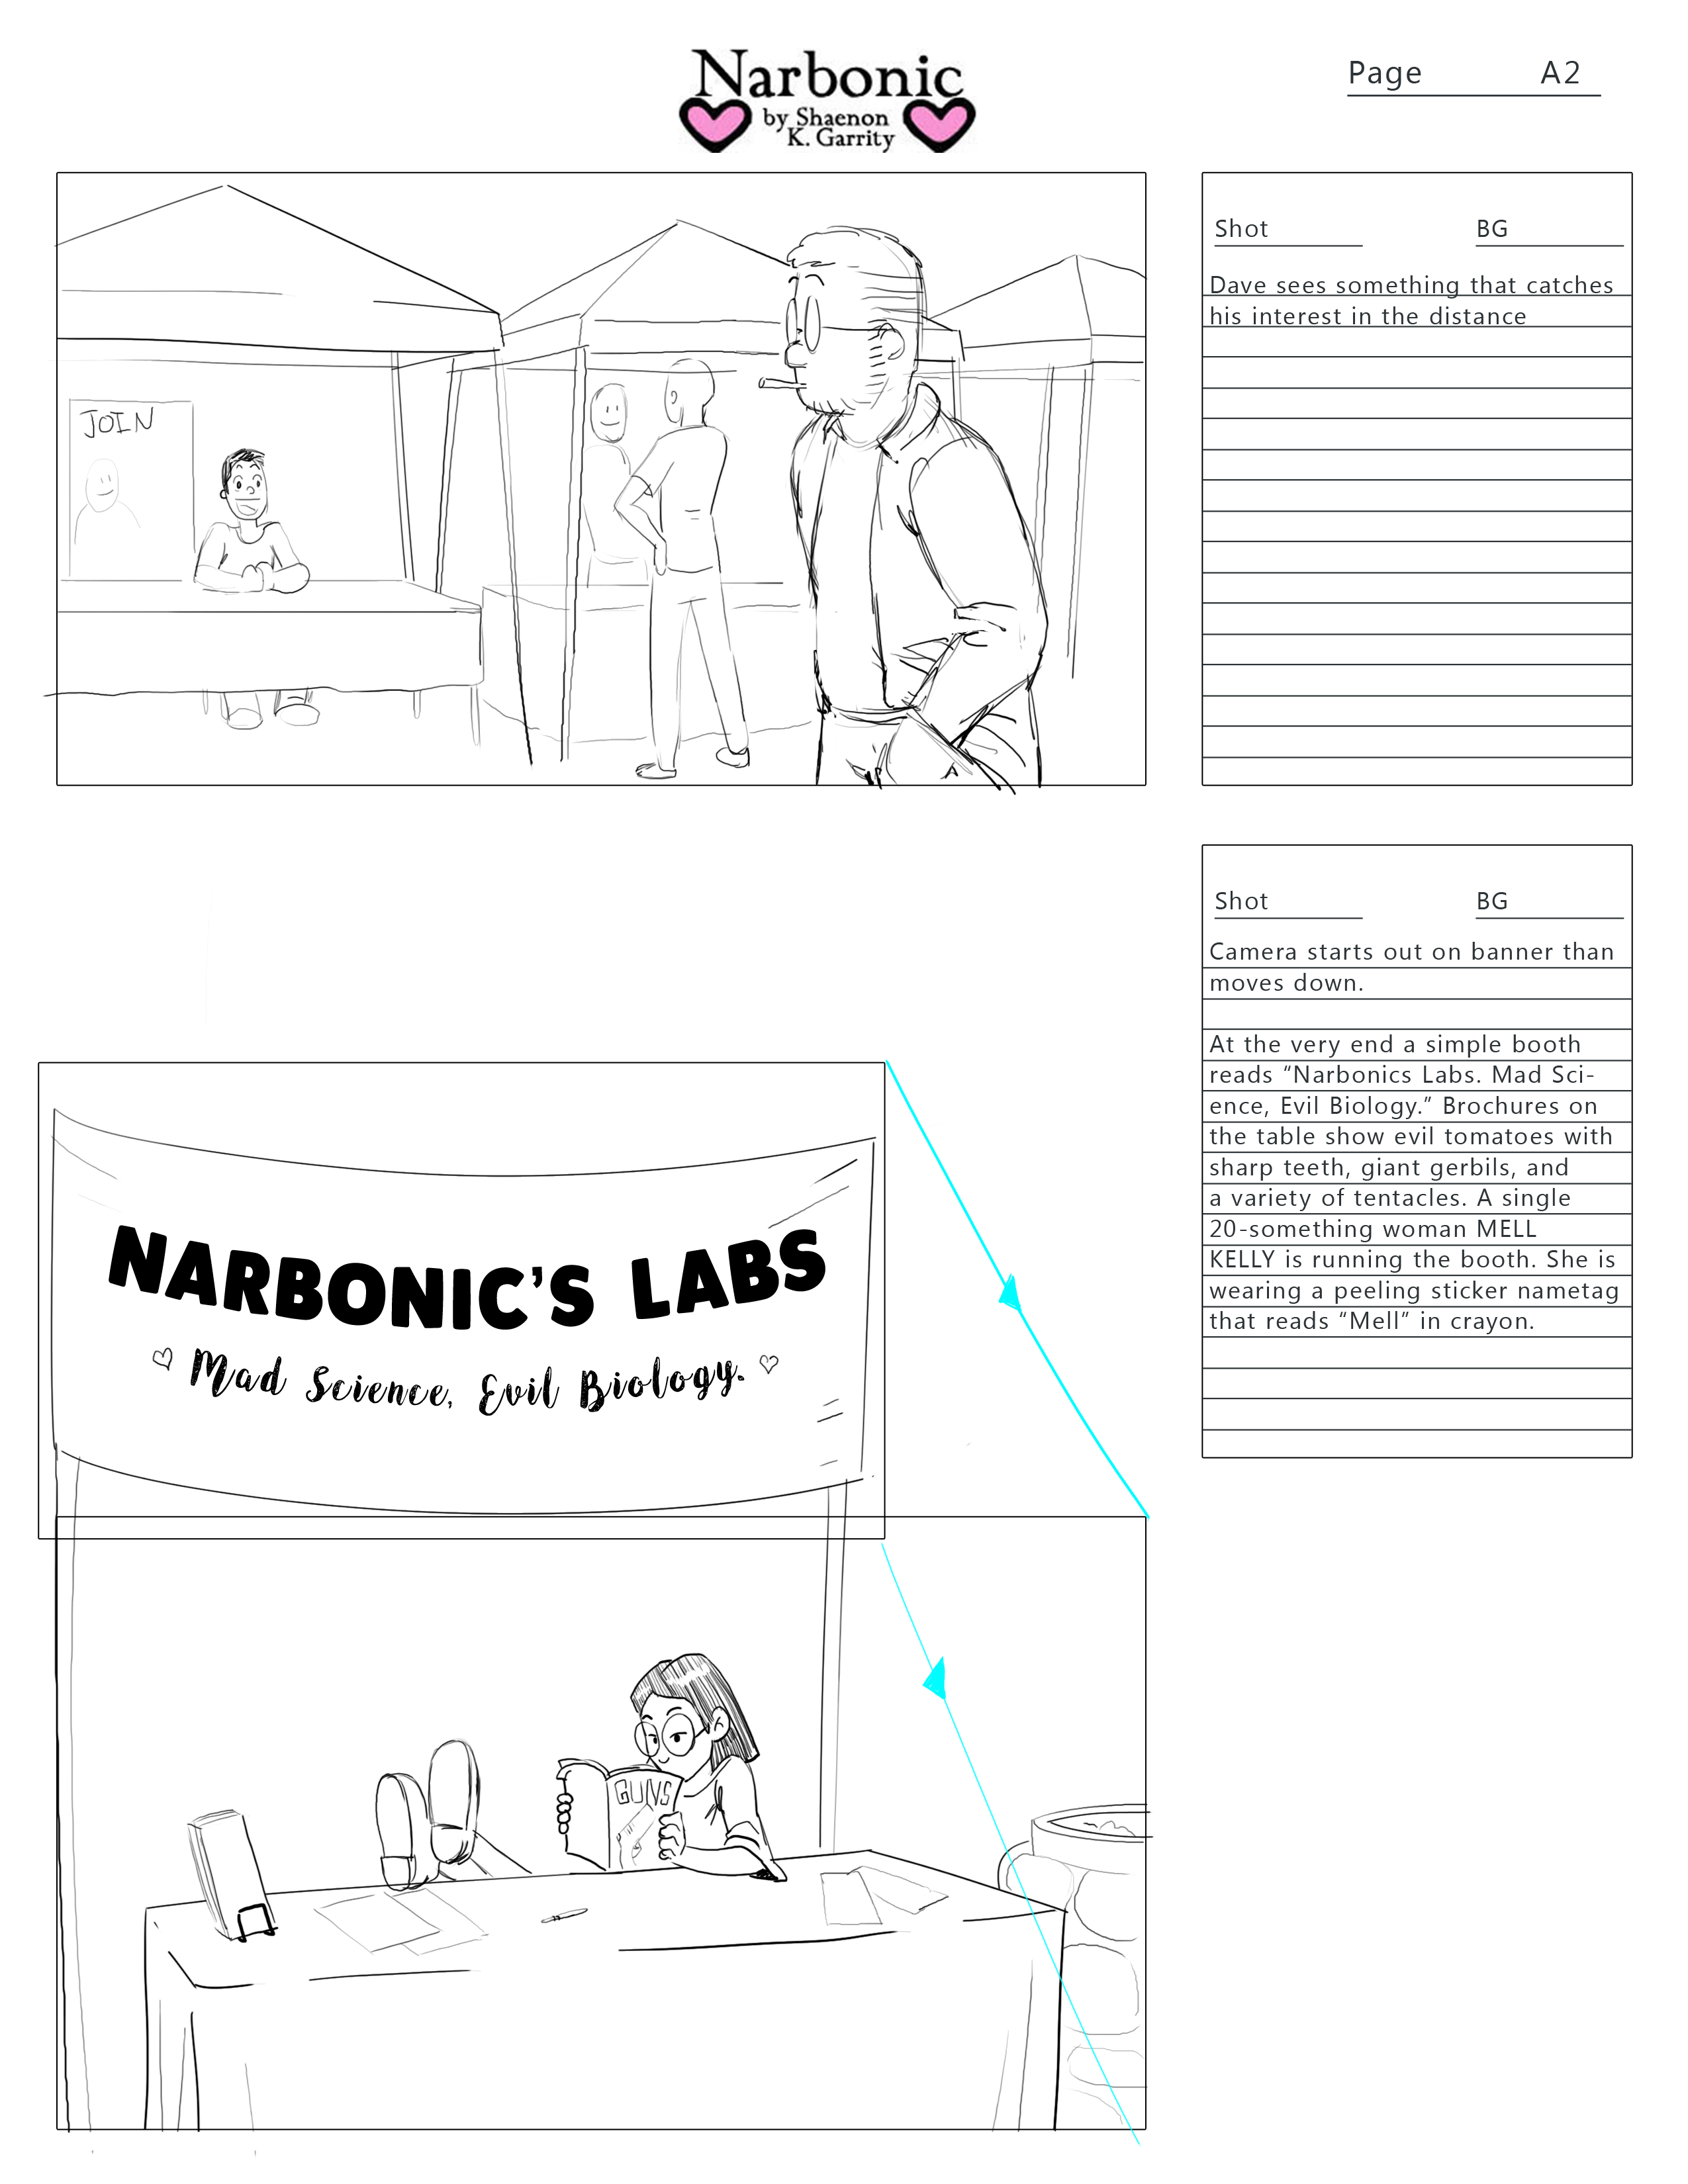 Narbonic
by Shaenon
K. Garrity
Page A2
JOIN
Shot BG
Dave sees something that catches
his interest in the distance
Shot BG
Camera starts out on banner than
moves down.
At the very end a simple booth
reads “Narbonics Labs. Mad Sci-
ence, Evil Biology.” Brochures on
the table show evil tomatoes with
sharp teeth, giant gerbils, and
a variety of tentacles. A single
20-something woman MELL
KELLY is running the booth. She is
wearing a peeling sticker nametag
that reads “Mell” in crayon.
NARBONIC’S LABS
Mad Science, Evil Biology.
GUNS